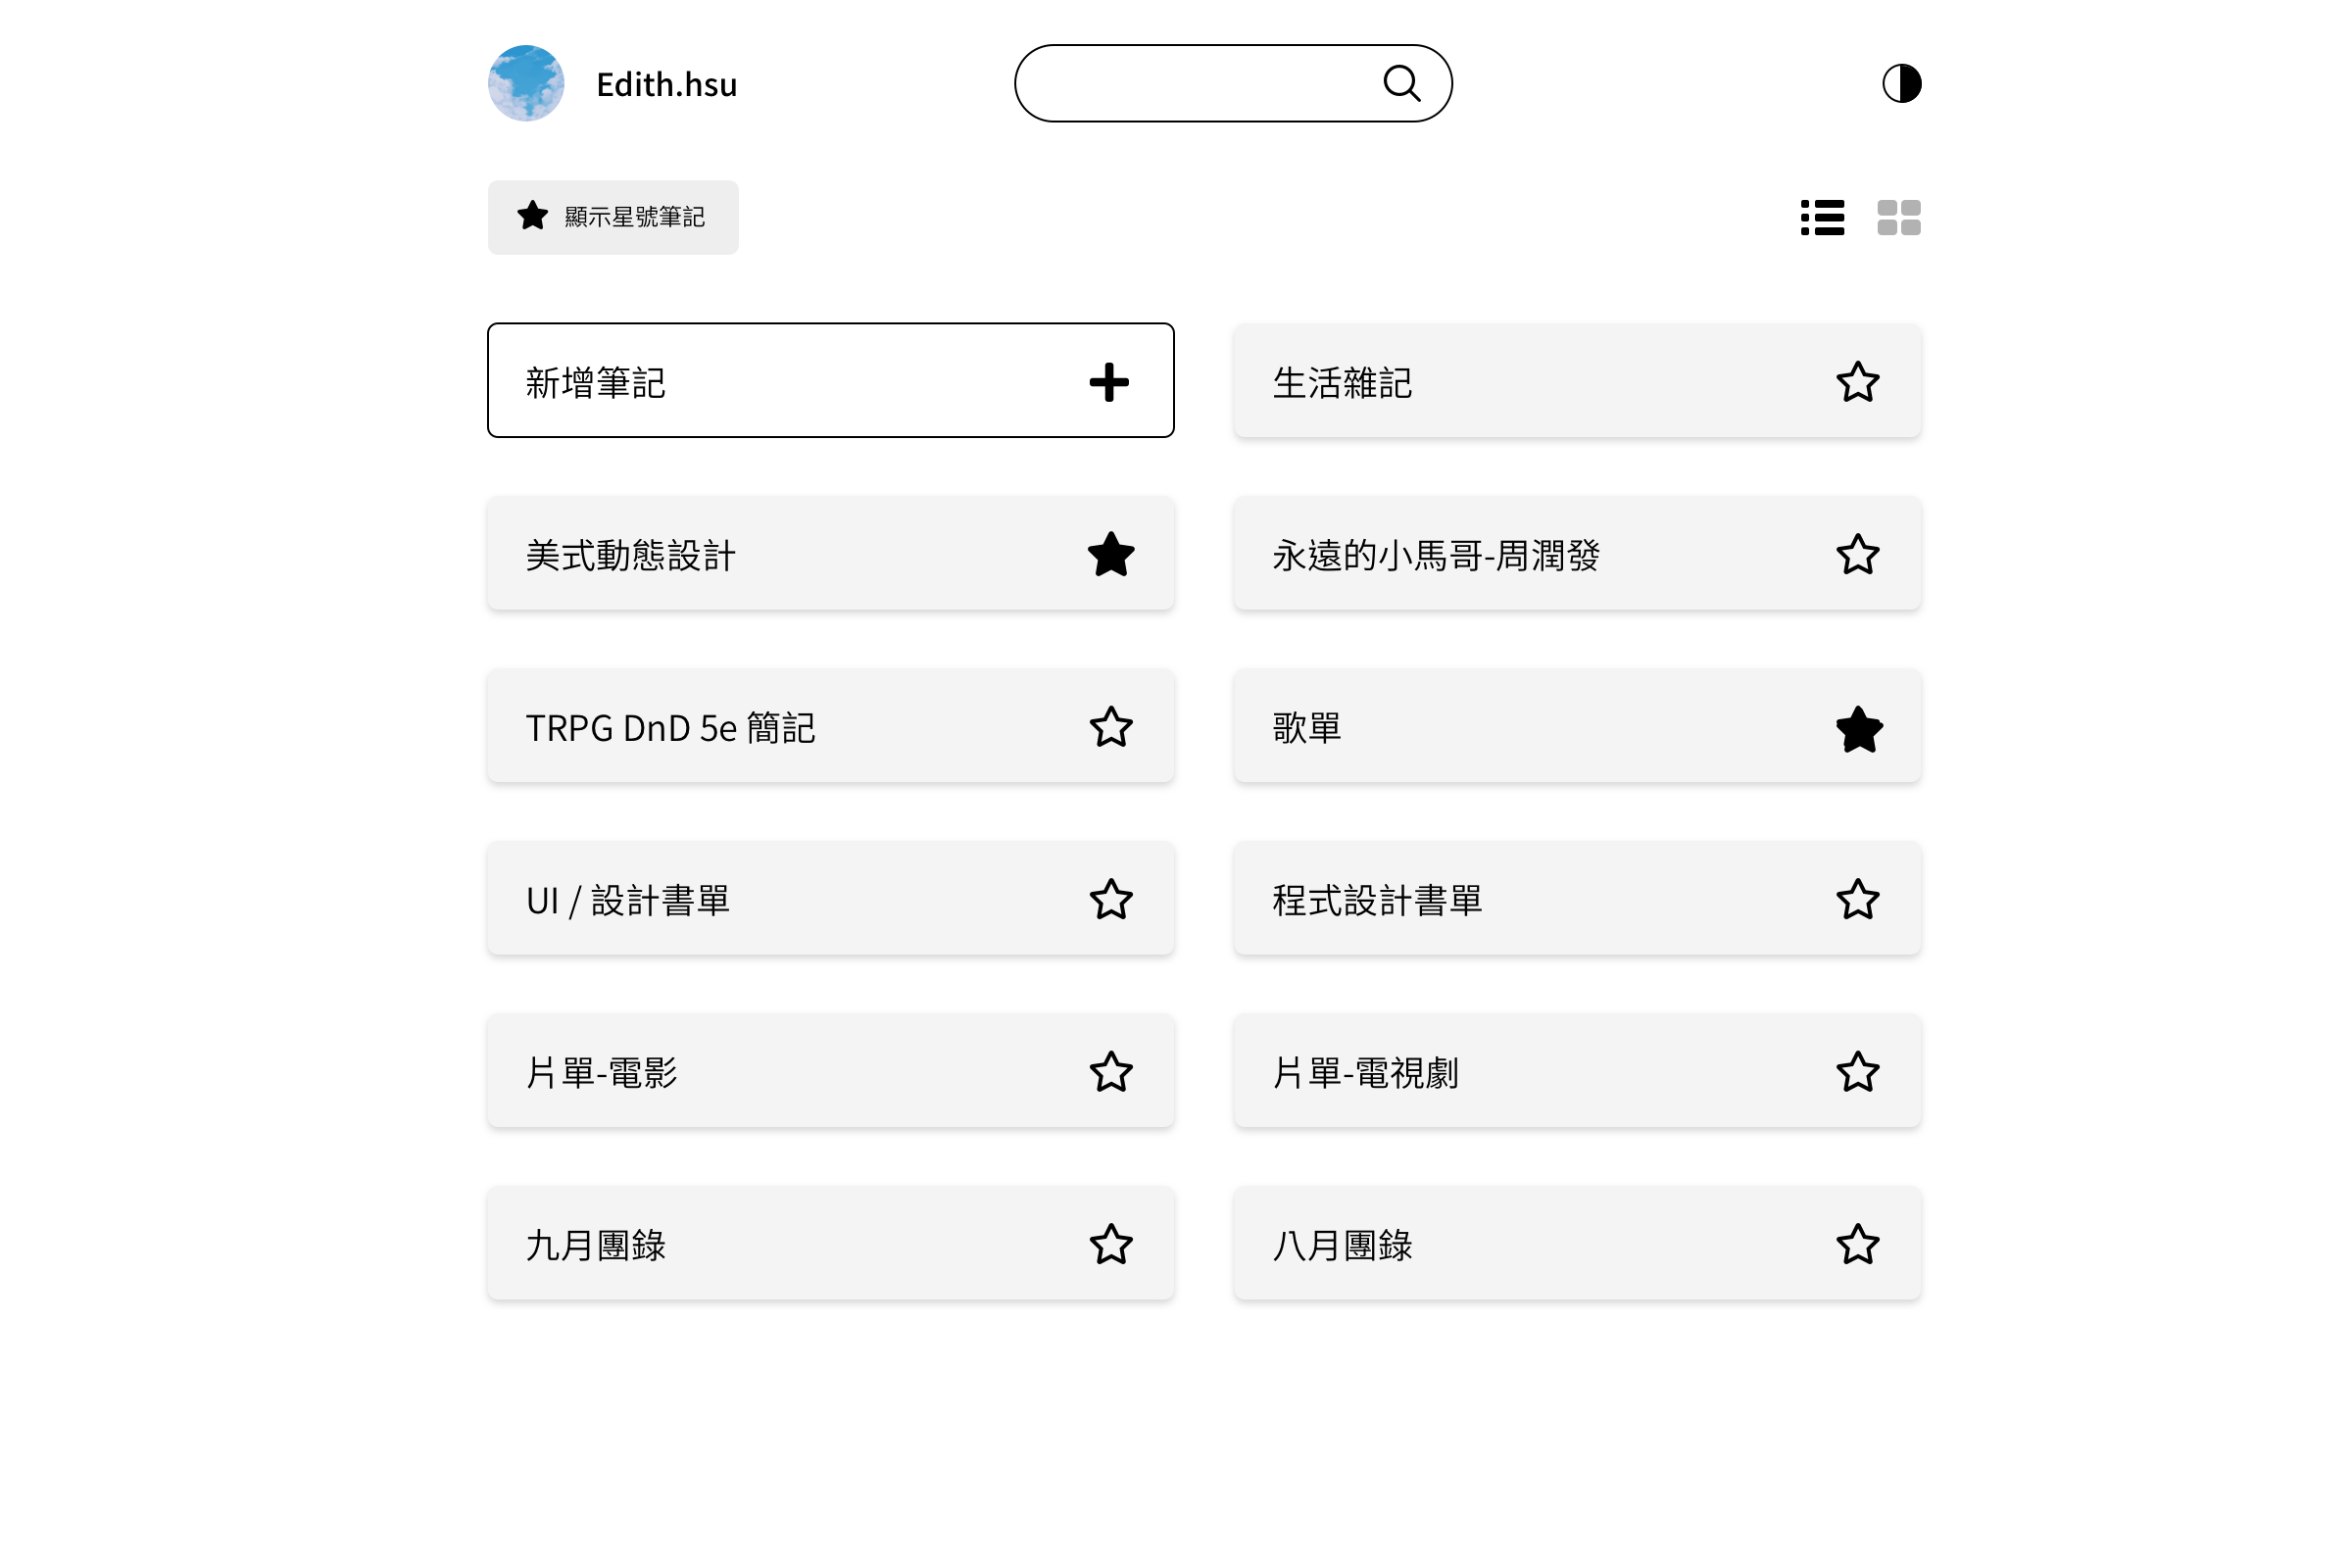 Edith.hsu
顯示星號筆記
新增筆記
生活雜記
美式動態設計
永遠的小馬哥-周潤發
TRPG DnD 5e 簡記
歌單
UI / 設計書單
程式設計書單
片單-電影
片單-電視劇
九月團錄
八月團錄